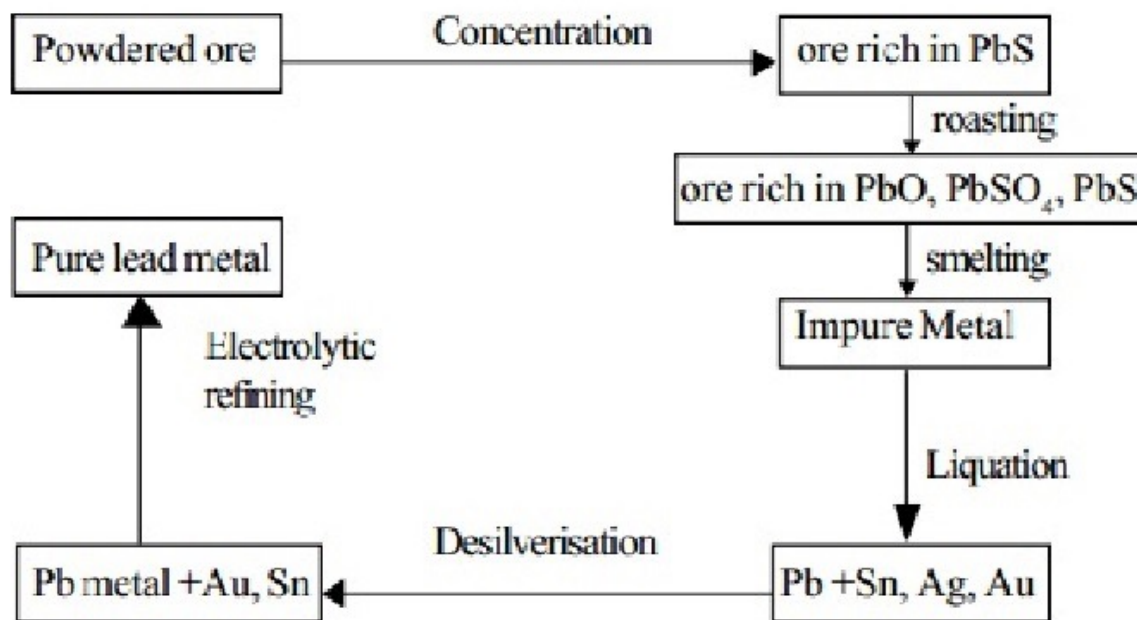 Powdered ore
Concentration
ore rich in PbS
roasting
ore rich in PbO, PbSO₄, PbS
smelting
Impure Metal
Liquation
Pb + Sn, Ag, Au
Desilverisation
Pb metal + Au, Sn
Electrolytic
refining
Pure lead metal